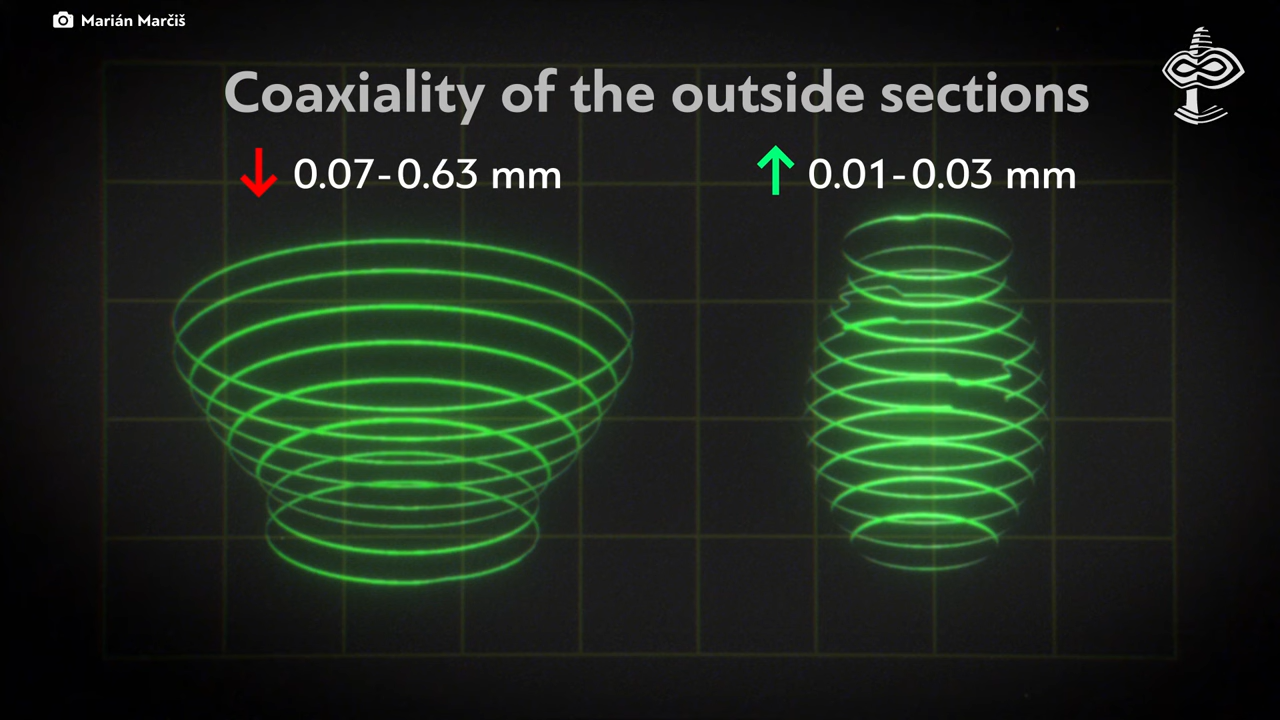 Marián Marčiš
Coaxiality of the outside sections
0.07-0.63 mm
0.01-0.03 mm